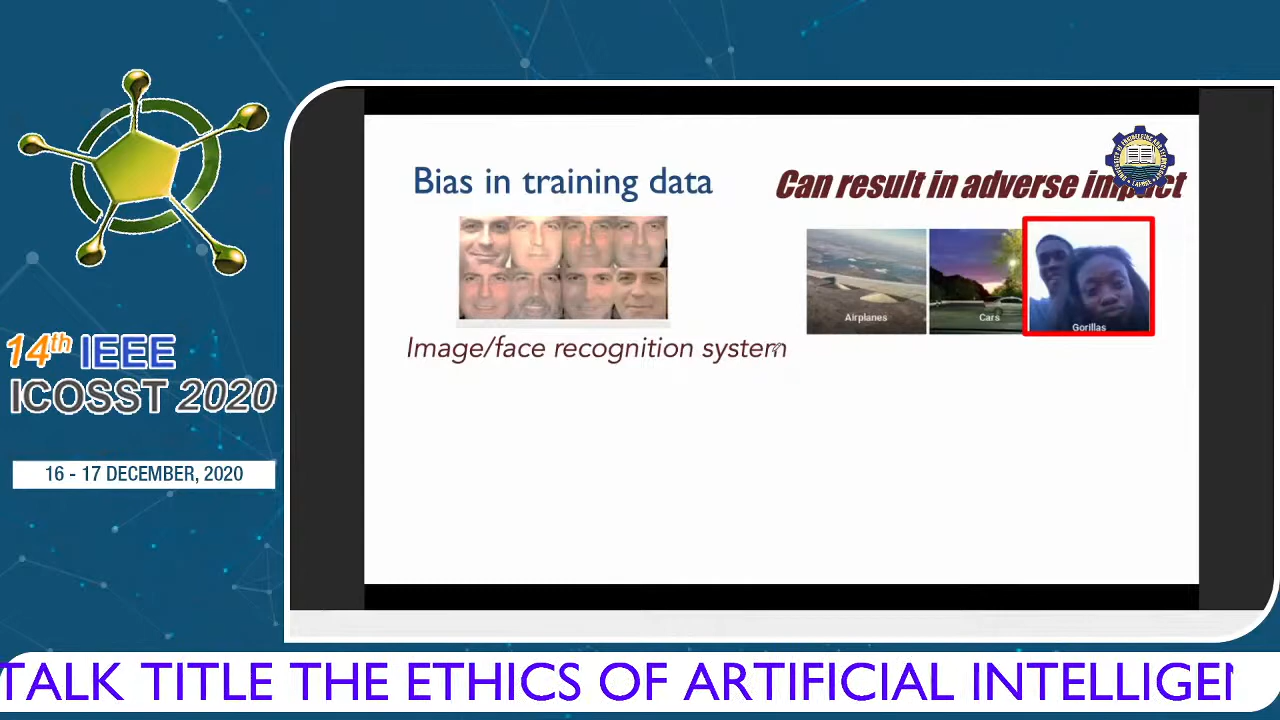 14th IEEE
ICOSST 2020
16 - 17 DECEMBER, 2020
Bias in training data
Can result in adverse impact
Airplanes
Cars
Gorillas
Image/face recognition system
TALK TITLE THE ETHICS OF ARTIFICIAL